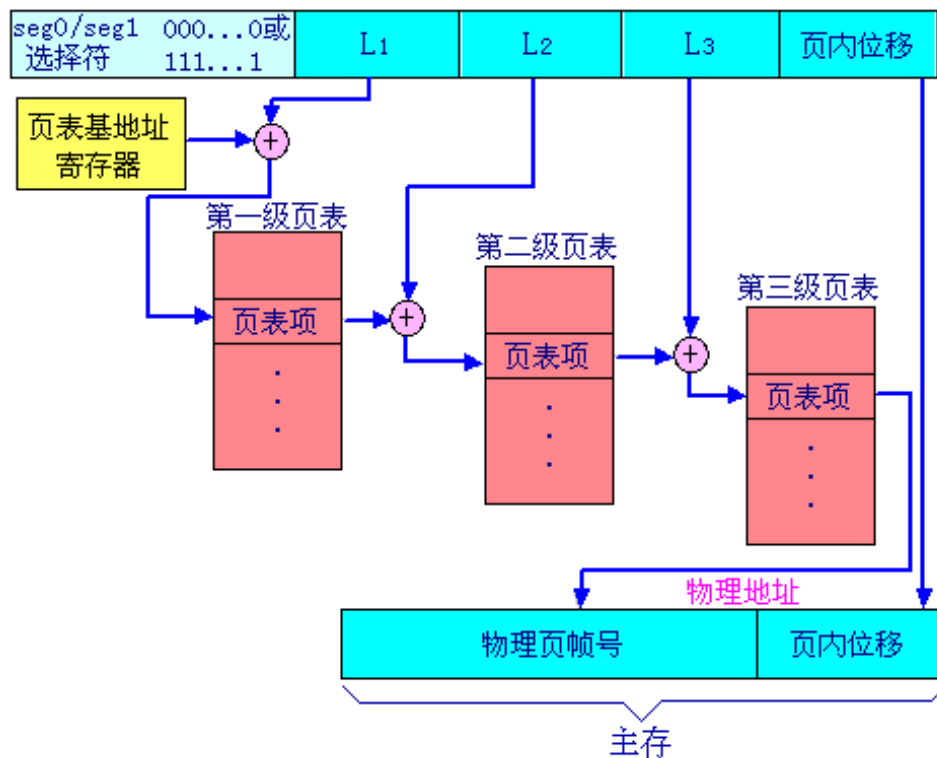 seg0/seg1 000...0或
选择符 111...1
L1
L2
L3
页内位移
页表基地址
寄存器
+
第一级页表
第二级页表
第三级页表
页表项
+
页表项
+
页表项
物理地址
物理页帧号
页内位移
主存